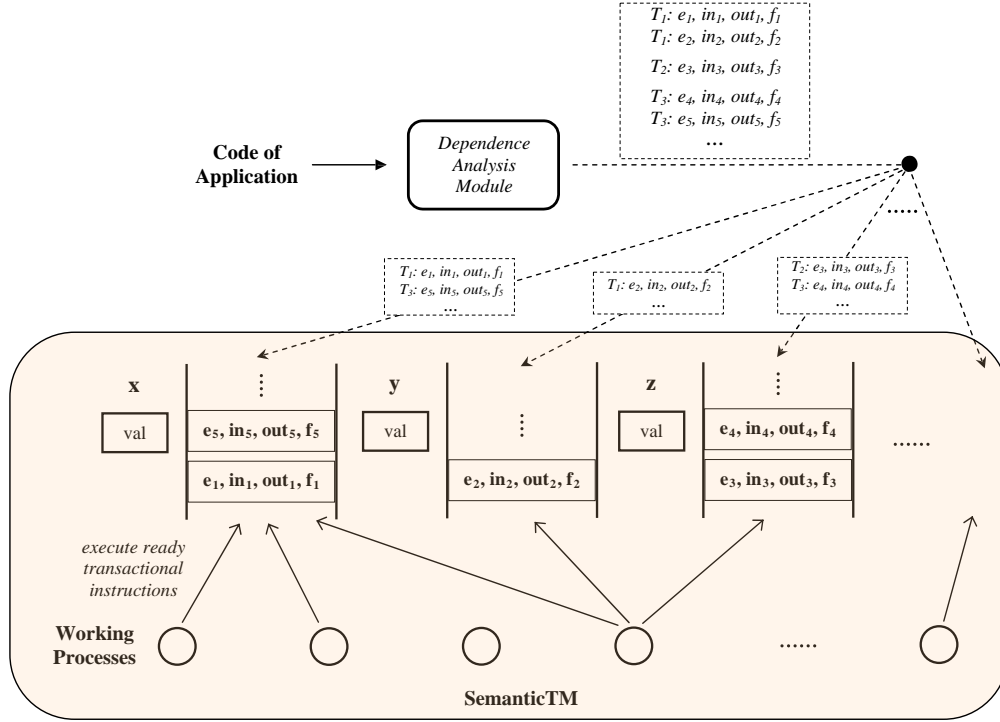 T1: e1, in1, out1, f1
T1: e2, in2, out2, f2
T2: e3, in3, out3, f3
T3: e4, in4, out4, f4
T3: e5, in5, out5, f5
...
Code of
Application
Dependence
Analysis
Module
.....
T1: e1, in1, out1, f1
T3: e5, in5, out5, f5
...
T1: e2, in2, out2, f2
...
T2: e3, in3, out3, f3
T3: e4, in4, out4, f4
...
x
val
e5, in5, out5, f5
e1, in1, out1, f1
y
val
e2, in2, out2, f2
z
val
e4, in4, out4, f4
e3, in3, out3, f3
......
execute ready
transactional
instructions
Working
Processes
......
SemanticTM